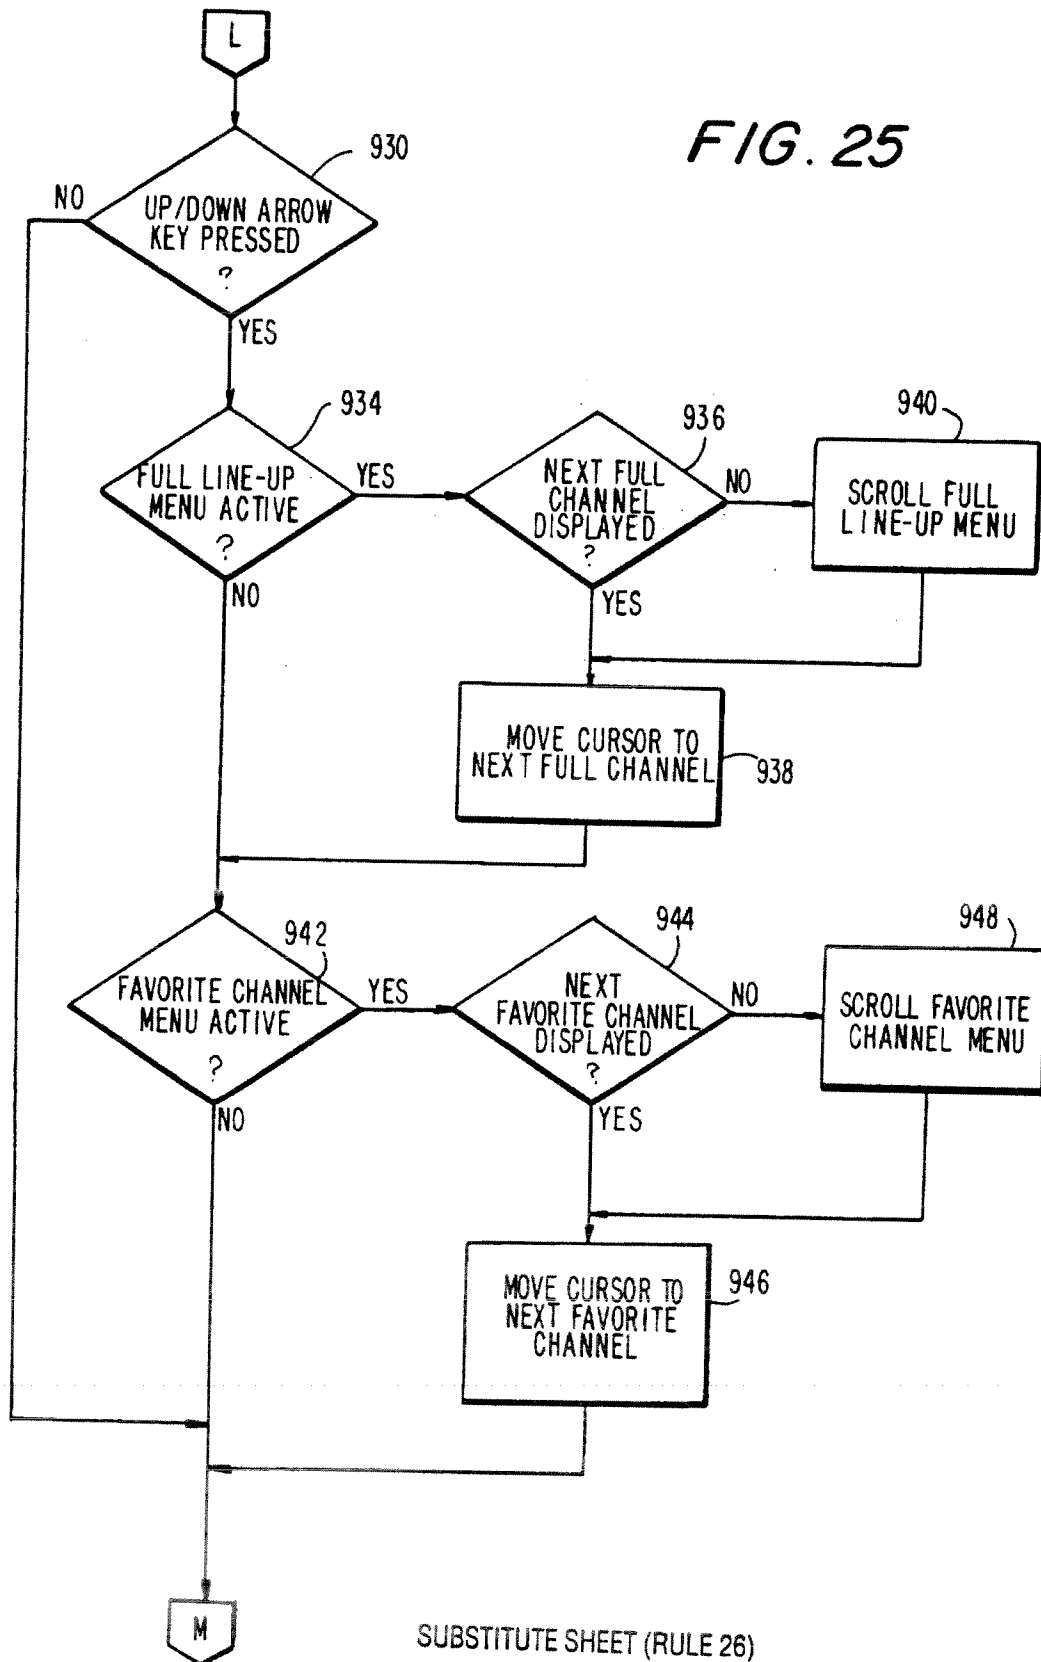 L
FIG. 25
930
NO
UP/DOWN ARROW
KEY PRESSED
?
YES
934
FULL LINE-UP
MENU ACTIVE
?
YES
NO
936
NEXT FULL
CHANNEL
DISPLAYED
?
NO
YES
940
SCROLL FULL
LINE-UP MENU
MOVE CURSOR TO
NEXT FULL CHANNEL
938
942
FAVORITE CHANNEL
MENU ACTIVE
?
YES
NO
944
NEXT
FAVORITE CHANNEL
DISPLAYED
?
NO
YES
948
SCROLL FAVORITE
CHANNEL MENU
MOVE CURSOR TO
NEXT FAVORITE
CHANNEL
946
M
SUBSTITUTE SHEET (RULE 26)